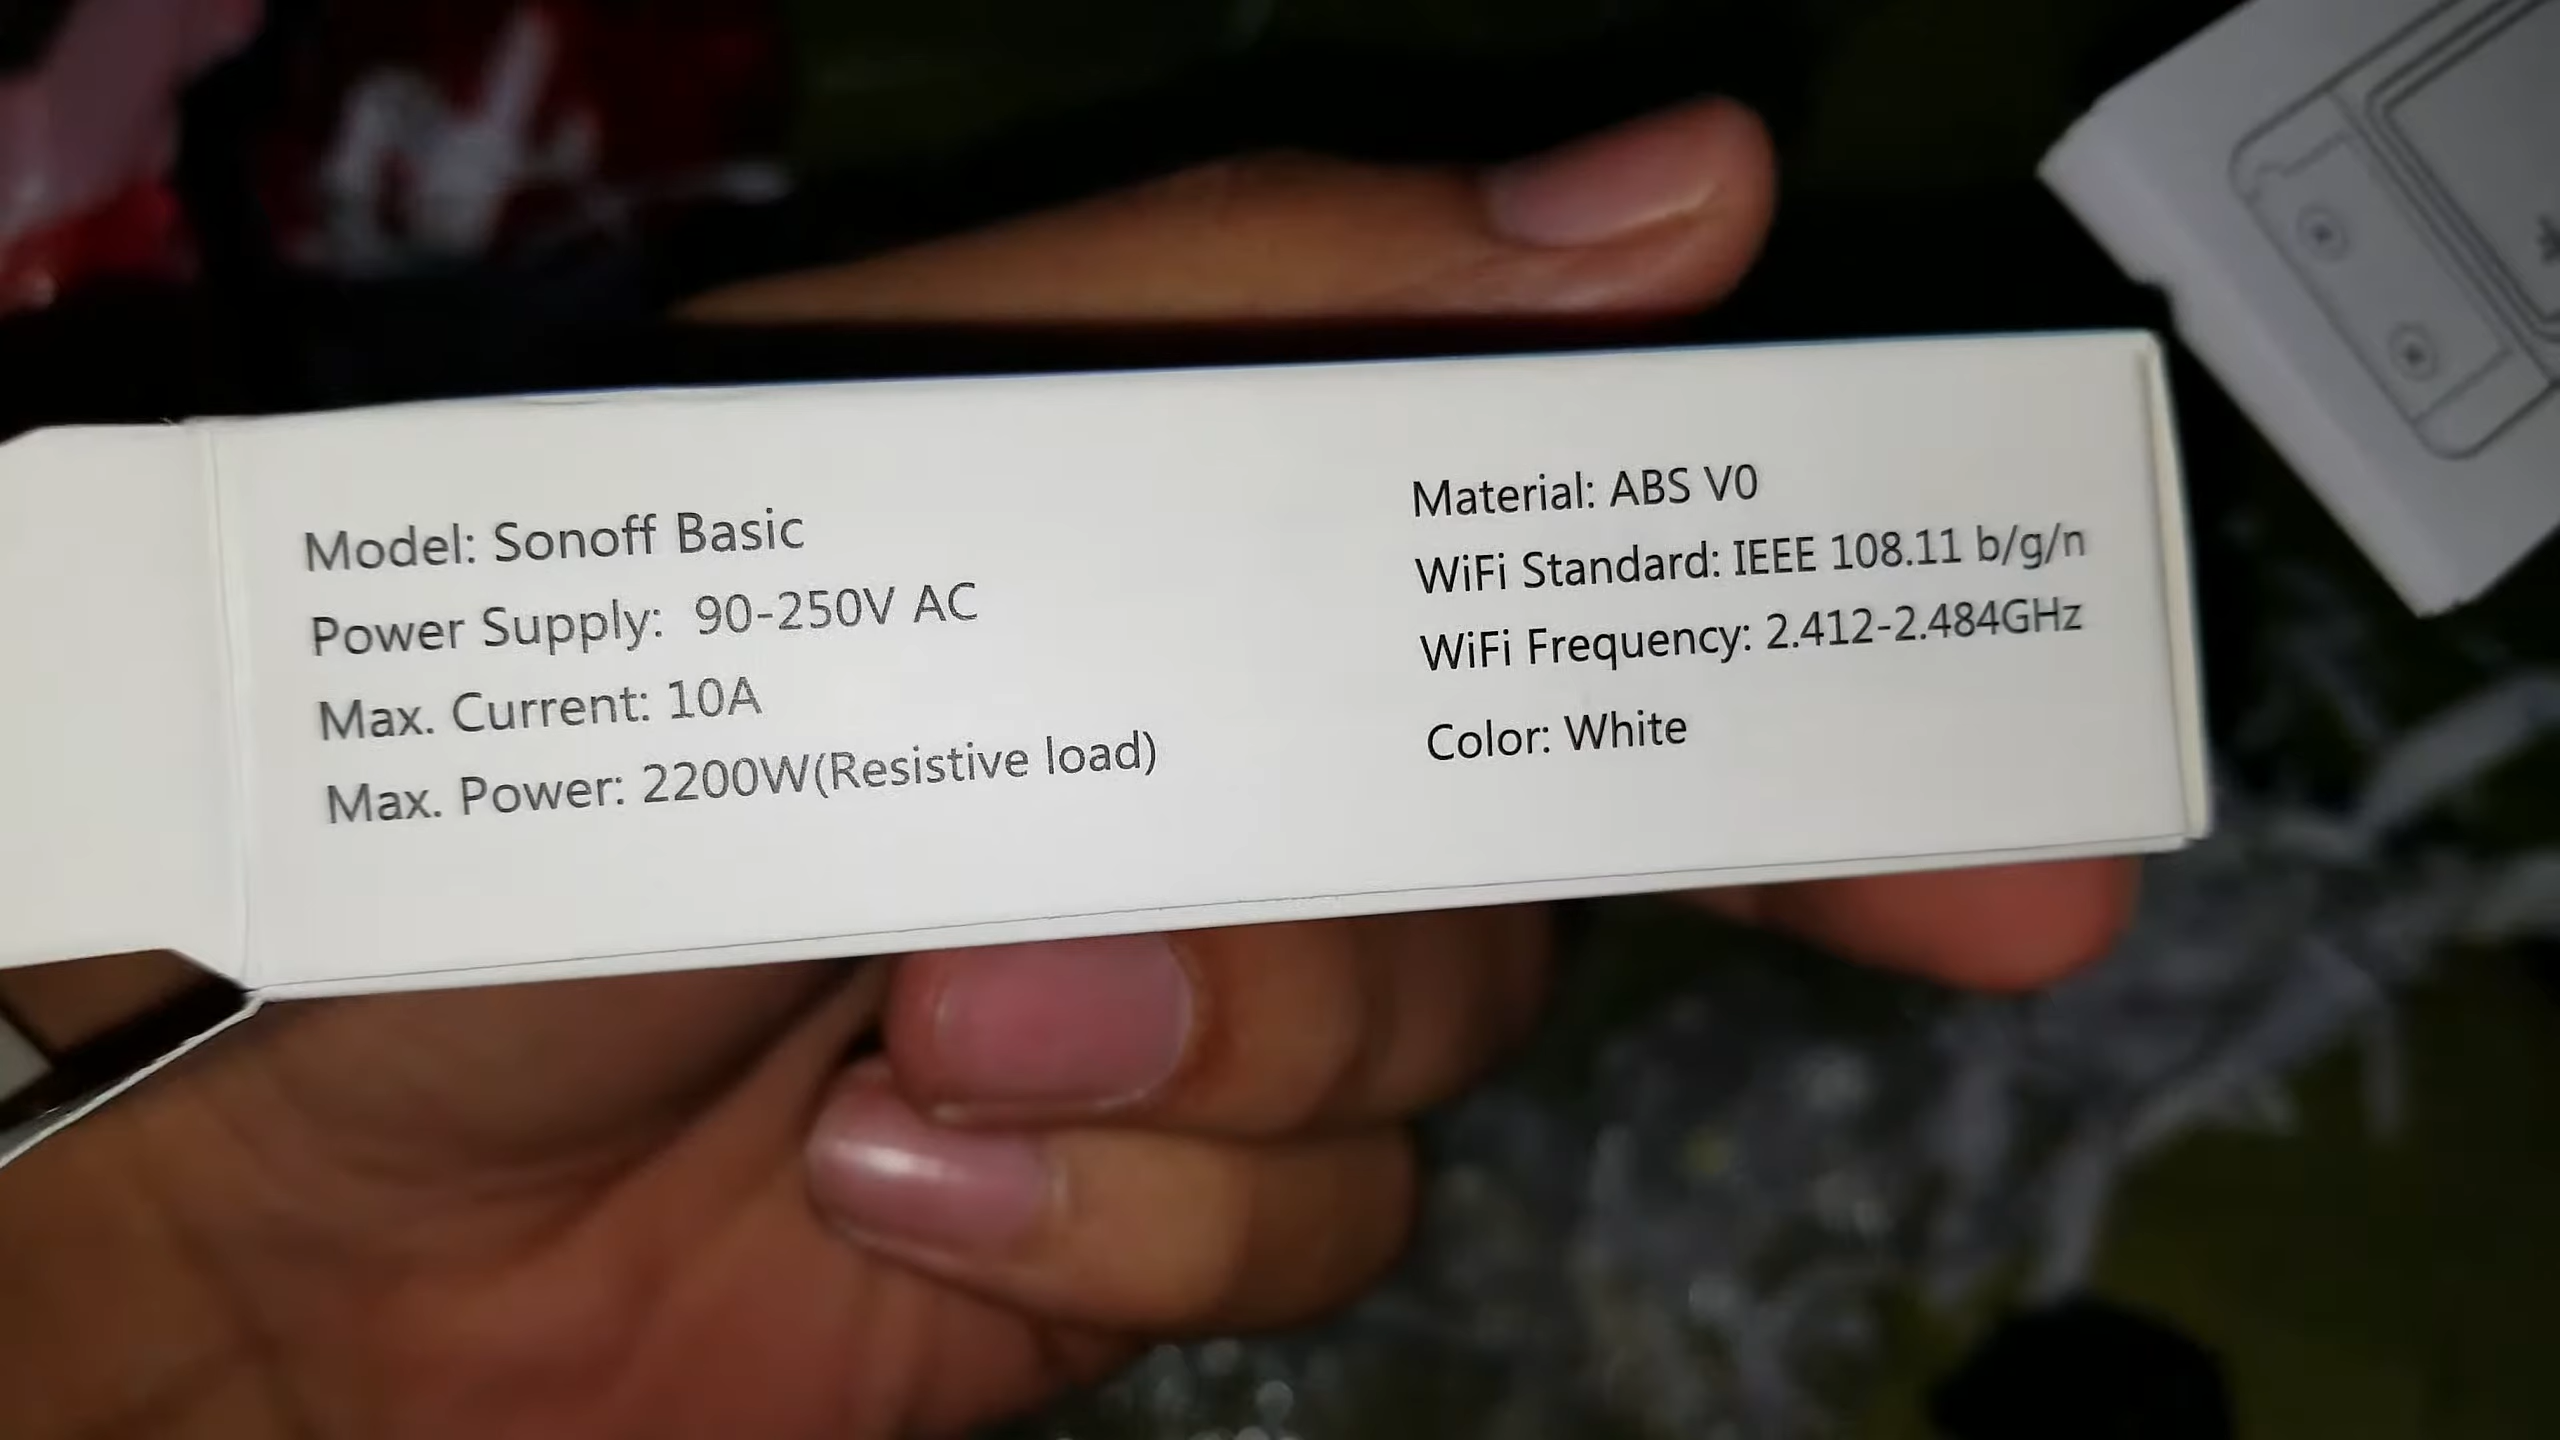 Model: Sonoff Basic
Power Supply: 90-250V AC
Max. Current: 10A
Max. Power: 2200W(Resistive load)
Material: ABS V0
WiFi Standard: IEEE 108.11 b/g/n
WiFi Frequency: 2.412-2.484GHz
Color: White